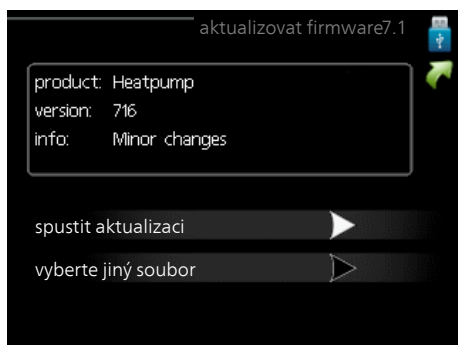 aktualizovat firmware7.1
product: Heatpump
version: 716
info: Minor changes
spustit aktualizaci
vyberte jiný soubor